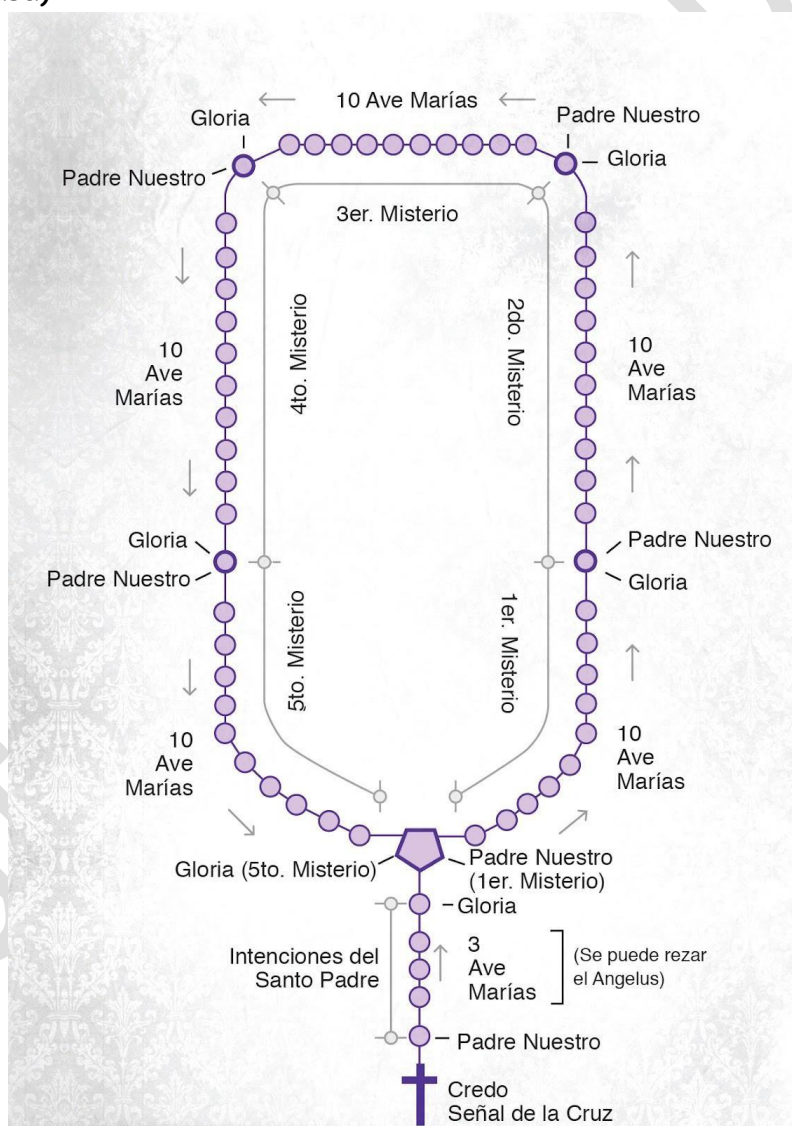 10 Ave Marías
Gloria
Padre Nuestro
Padre Nuestro
Gloria
3er. Misterio
4to. Misterio
2do. Misterio
10
Ave
Marías
10
Ave
Marías
Gloria
Padre Nuestro
Padre Nuestro
Gloria
5to. Misterio
1er. Misterio
10
Ave
Marías
10
Ave
Marías
Gloria (5to. Misterio)
Padre Nuestro
(1er. Misterio)
Gloria
Intenciones del
Santo Padre
3
Ave
Marías
(Se puede rezar
el Angelus)
Padre Nuestro
Credo
Señal de la Cruz